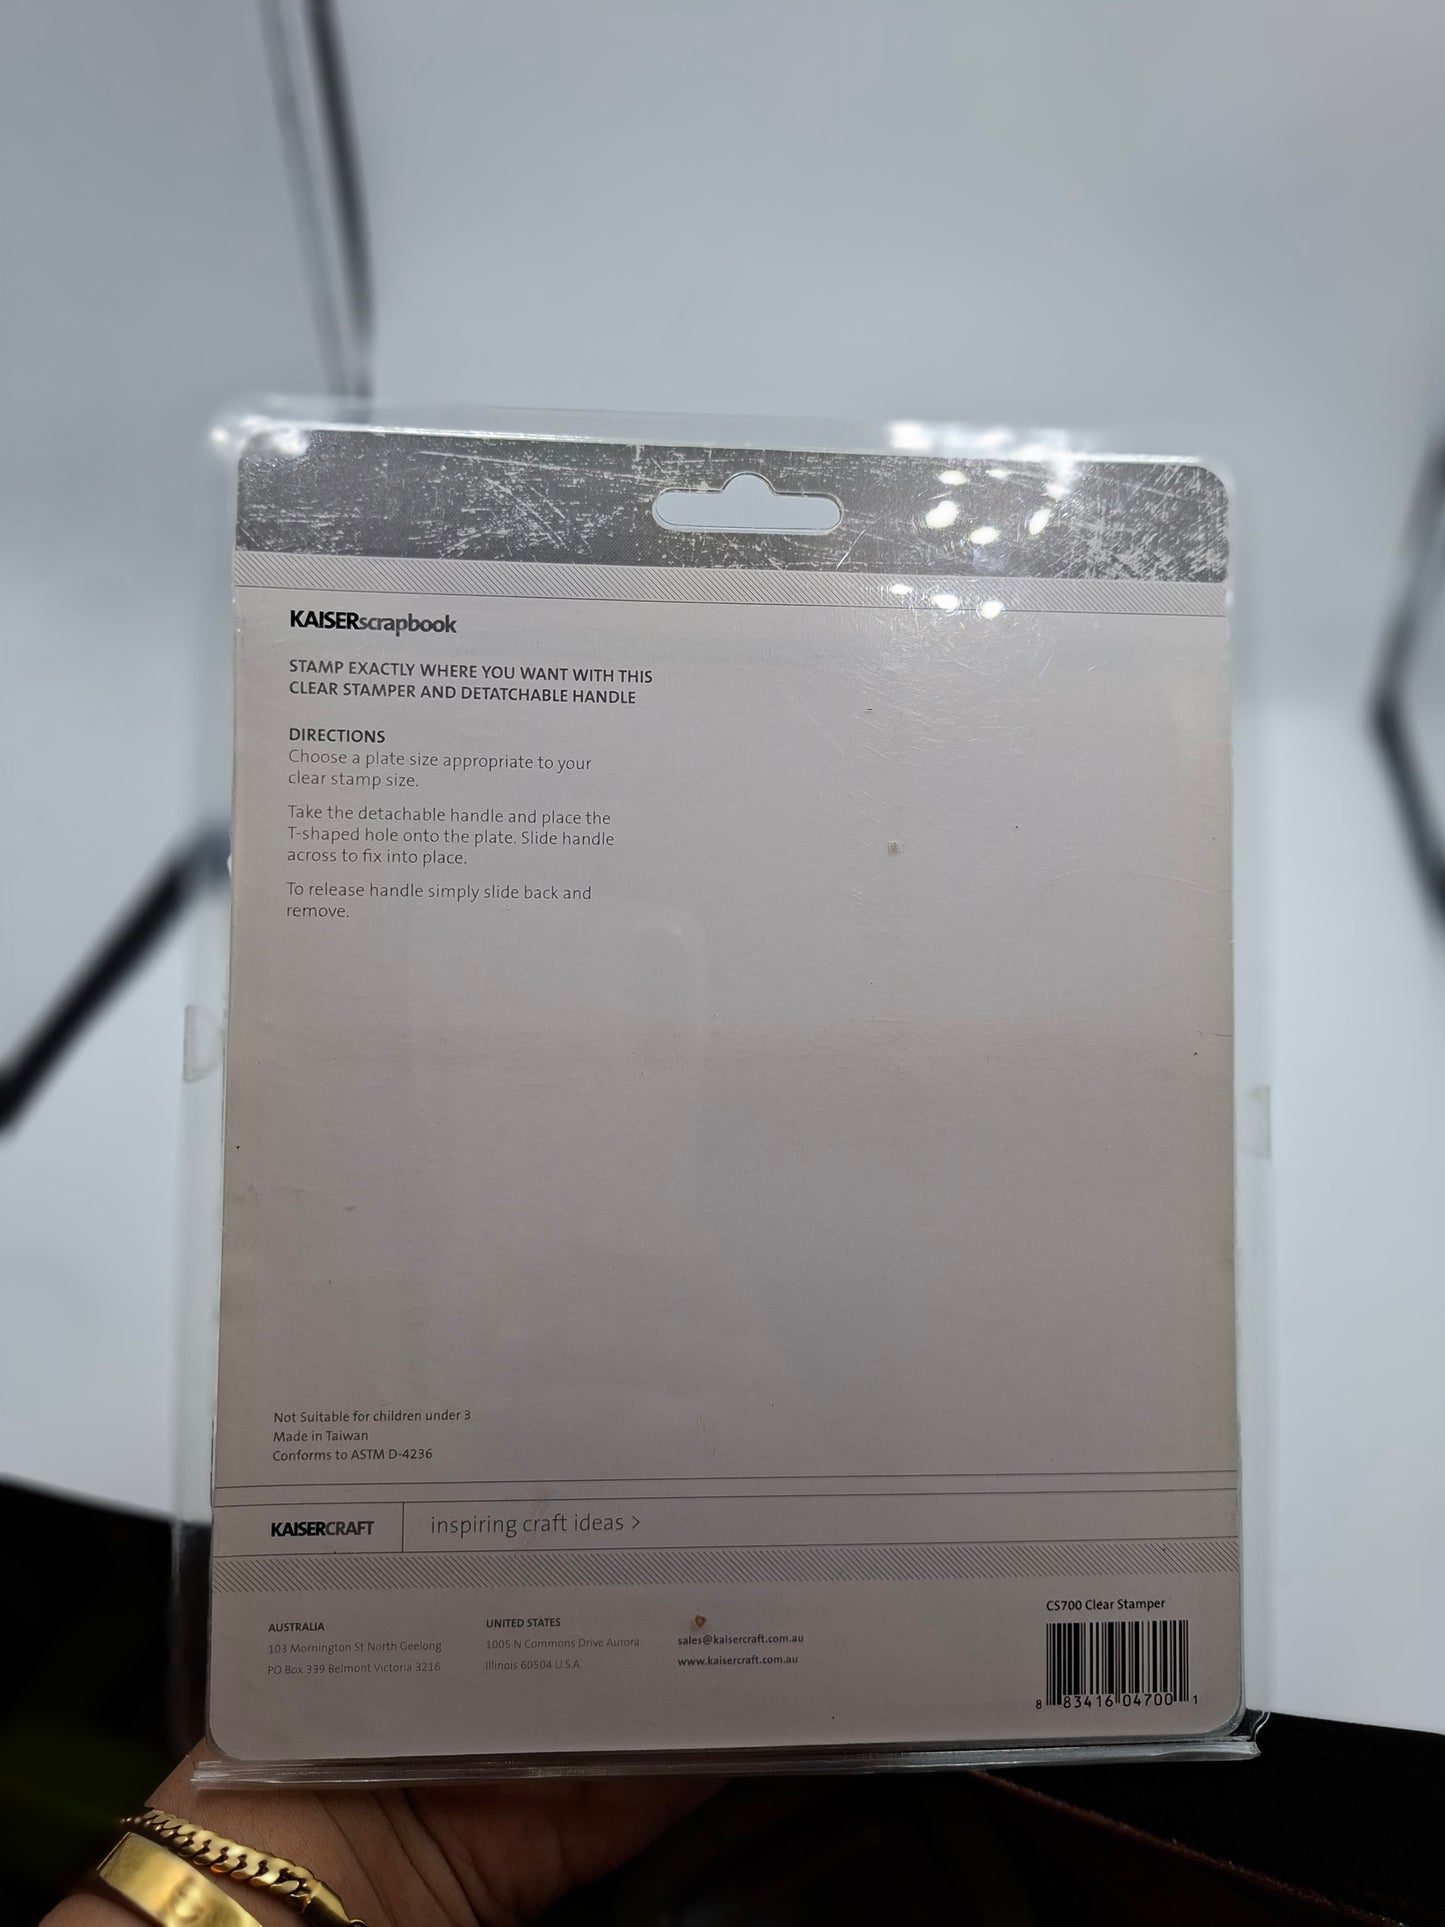 KAISERscrapbook
STAMP EXACTLY WHERE YOU WANT WITH THIS
CLEAR STAMPER AND DETATCHABLE HANDLE
DIRECTIONS
Choose a plate size appropriate to your
clear stamp size.
Take the detachable handle and place the
T-shaped hole onto the plate. Slide handle
across to fix into place.
To release handle simply slide back and
remove.
Not Suitable for children under 3
Made in Taiwan
Conforms to ASTM D-4236
KAISERCRAFT
inspiring craft ideas >
AUSTRALIA
103 Mornington St North Geelong
PO Box 339 Belmont Victoria 3216
UNITED STATES
1005 N Commons Drive Aurora
Illinois 60504 U.S.A.
sales@kaisercraft.com.au
www.kaisercraft.com.au
CS700 Clear Stamper
8 83416 04700 1